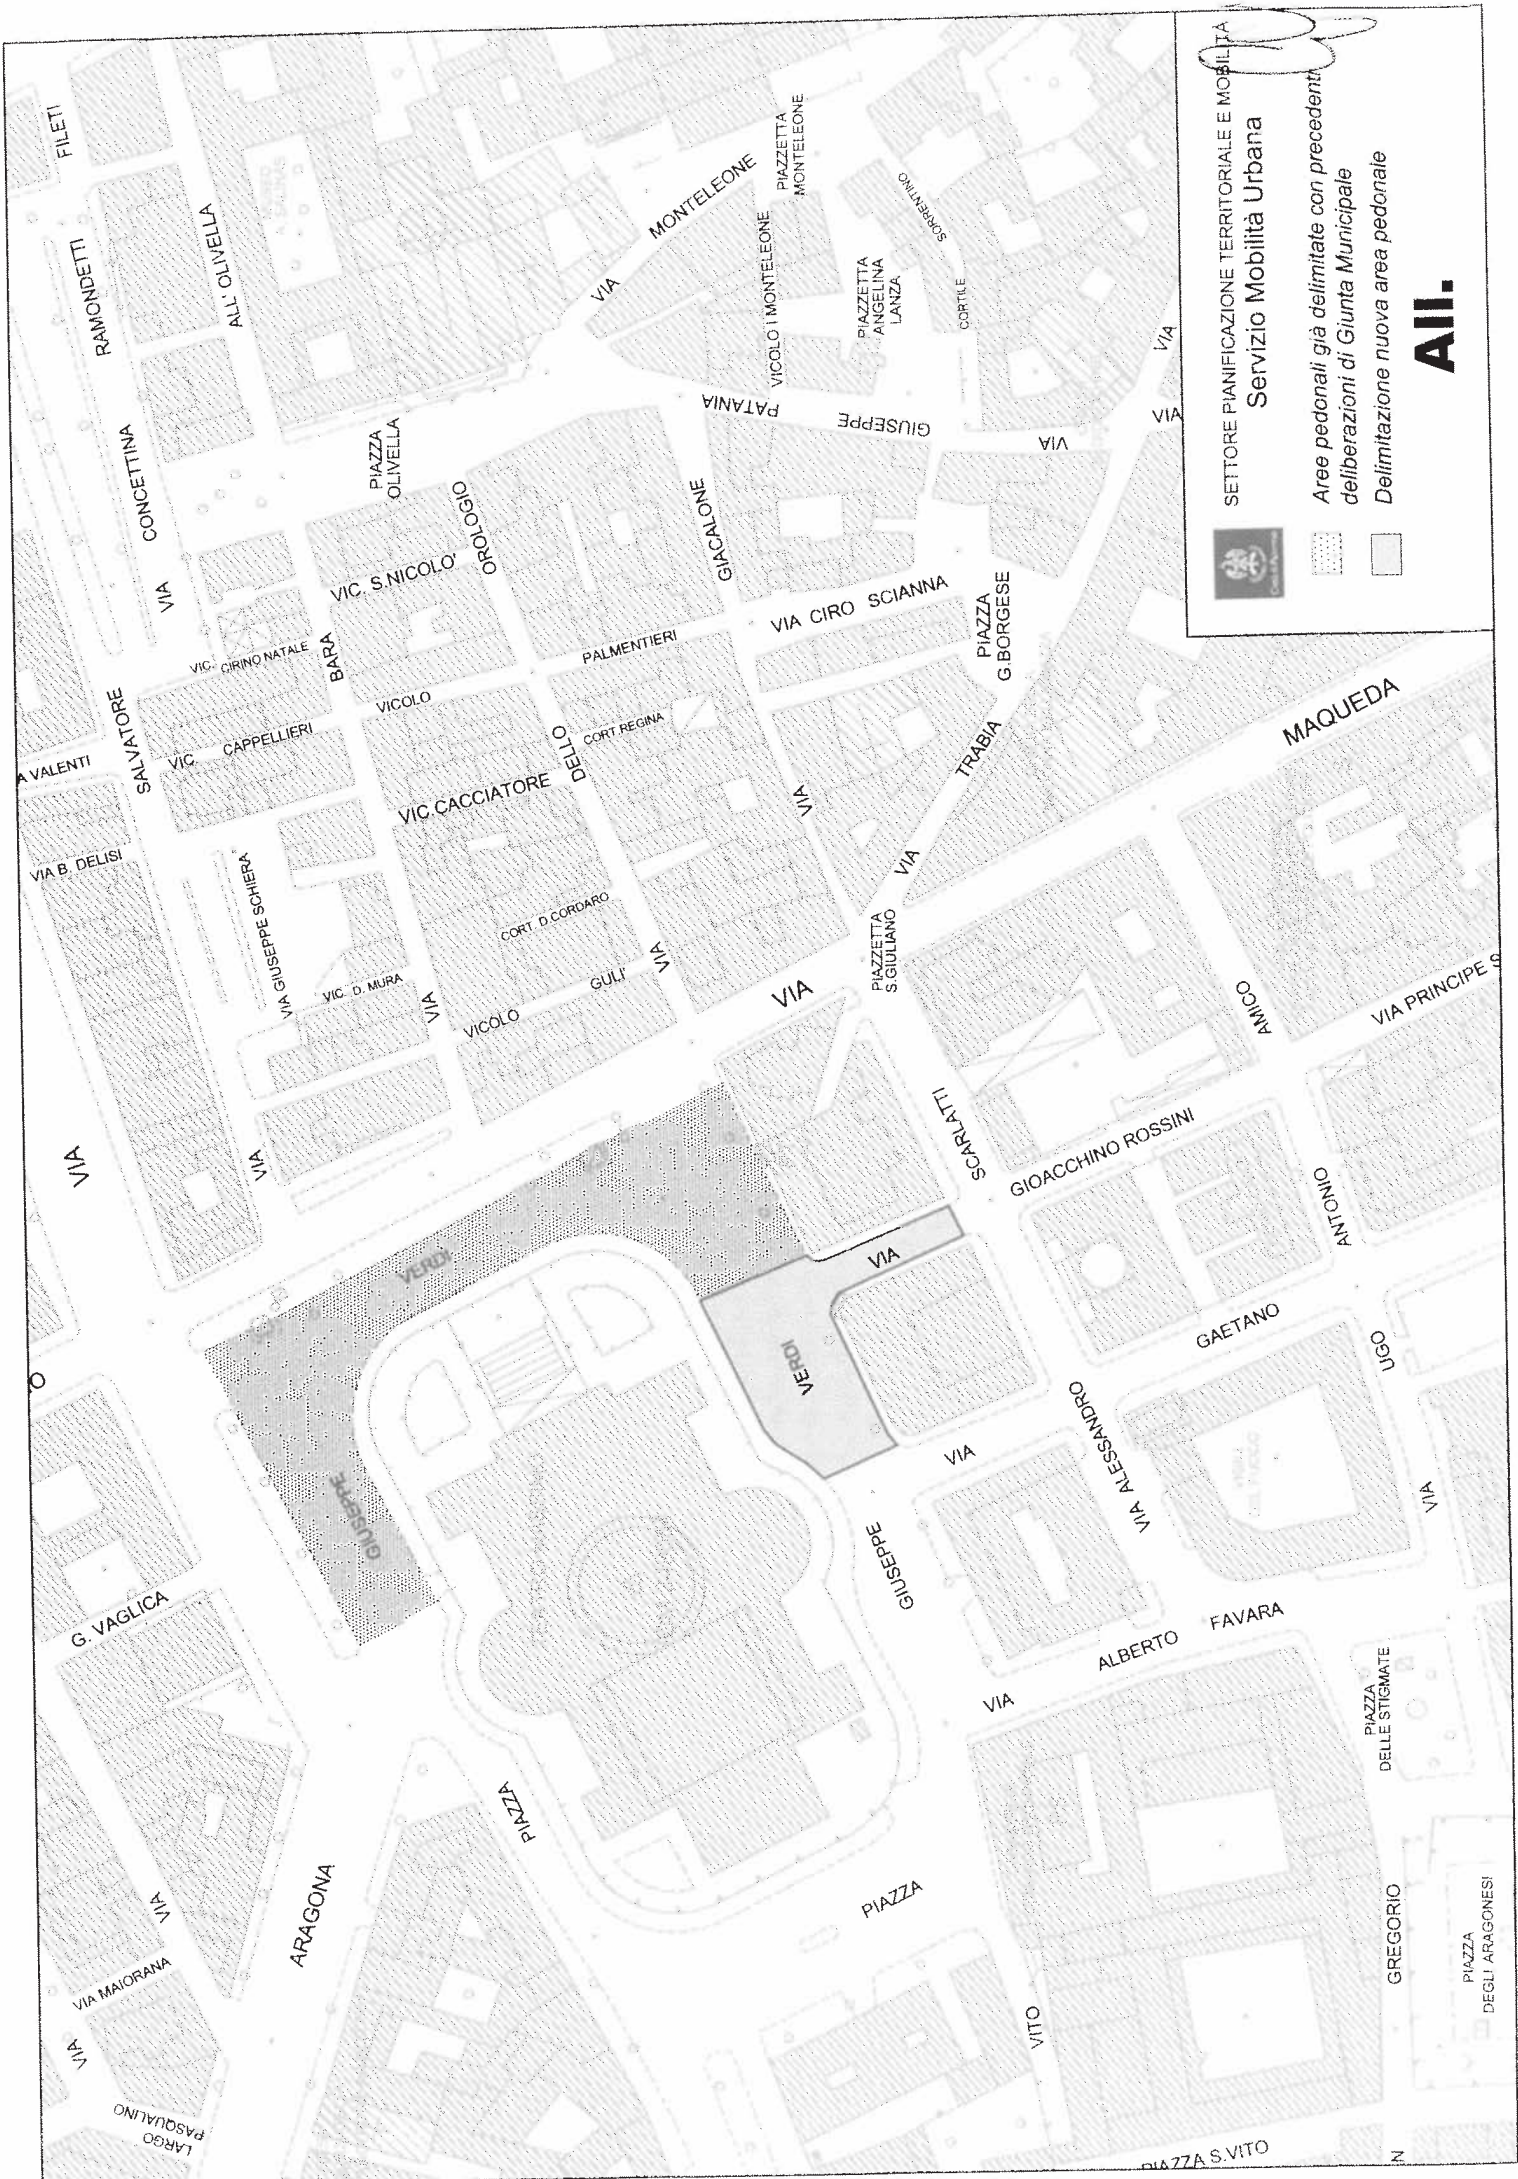 SETTORE PIANIFICAZIONE TERRITORIALE E MOBILITA'
Servizio Mobilità Urbana
Aree pedonali già delimitate con precedenti
deliberazioni di Giunta Municipale
Delimitazione nuova area pedonale
All.
FILETI
RAMONDETTI
CONCETTINA
VIA
ALL' OLIVELLA
MONTELEONE
VIA
PIAZZETTA
MONTELEONE
VICOLO I MONTELEONE
SORRENTINO
PIAZZETTA
ANGELINA
LANZA
CORTILE
PATANIA
GIUSEPPE
VIA
VIA
VIA
PIAZZA
OLIVELLA
OROLOGIO
GIACALONE
VIC. S.NICOLO'
VIA CIRO SCIANNA
PIAZZA
G.BORGESE
PALMENTIERI
VIC. CIRINO NATALE
BARA
VICOLO
SALVATORE
VIC. CAPPELLIERI
CORT REGINA
DELLO
VIC.CACCIATORE
VIA
TRABIA
VIA
MAQUEDA
A VALENTI
VIA B. DELISI
VIA GIUSEPPE SCHIERA
CORT D.CORDARO
VIC. D. MURA
VIA
VICOLO
GULI'
VIA
VIA
PIAZZETTA
S.GIULIANO
AMICO
VIA PRINCIPE S
VIA
VIA
SCARLATTI
GIOACCHINO ROSSINI
ANTONIO
VERDI
VIA
GAETANO
UGO
O
VERDI
GIUSEPPE
VIA
VIA ALESSANDRO
VIA
GIUSEPPE
G. VAGLICA
ALBERTO
FAVARA
VIA
PIAZZA
DELLE STIGMATE
PIAZZA
PIAZZA
ARAGONA
VIA
VIA MAIORANA
VIA
GREGORIO
PIAZZA
DEGLI ARAGONESI
VITO
LARGO
PASQUALINO
PIAZZA S.VITO
N